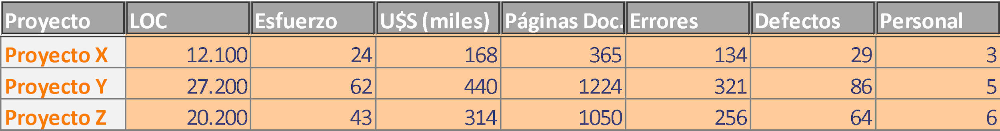 Proyecto LOC Esfuerzo U$S (miles) Páginas Doc. Errores Defectos Personal
Proyecto X 12.100 24 168 365 134 29 3
Proyecto Y 27.200 62 440 1224 321 86 5
Proyecto Z 20.200 43 314 1050 256 64 6